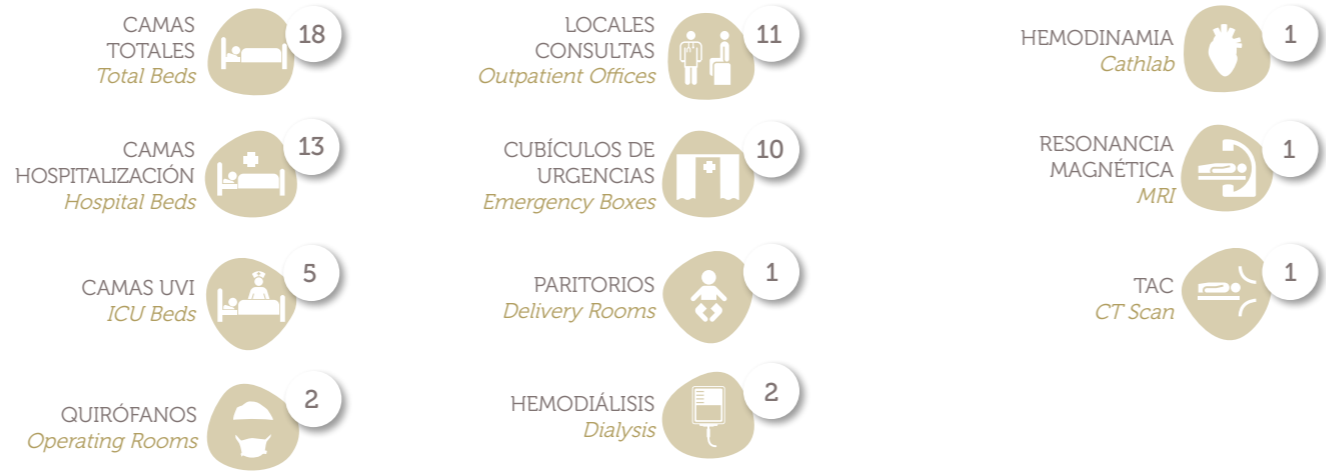 CAMAS
TOTALES
Total Beds
18
CAMAS
HOSPITALIZACIÓN
Hospital Beds
13
CAMAS UVI
ICU Beds
5
QUIRÓFANOS
Operating Rooms
2
LOCALES
CONSULTAS
Outpatient Offices
11
CUBÍCULOS DE
URGENCIAS
Emergency Boxes
10
PARITORIOS
Delivery Rooms
1
HEMODIÁLISIS
Dialysis
2
HEMODINAMIA
Cathlab
1
RESONANCIA
MAGNÉTICA
MRI
1
TAC
CT Scan
1